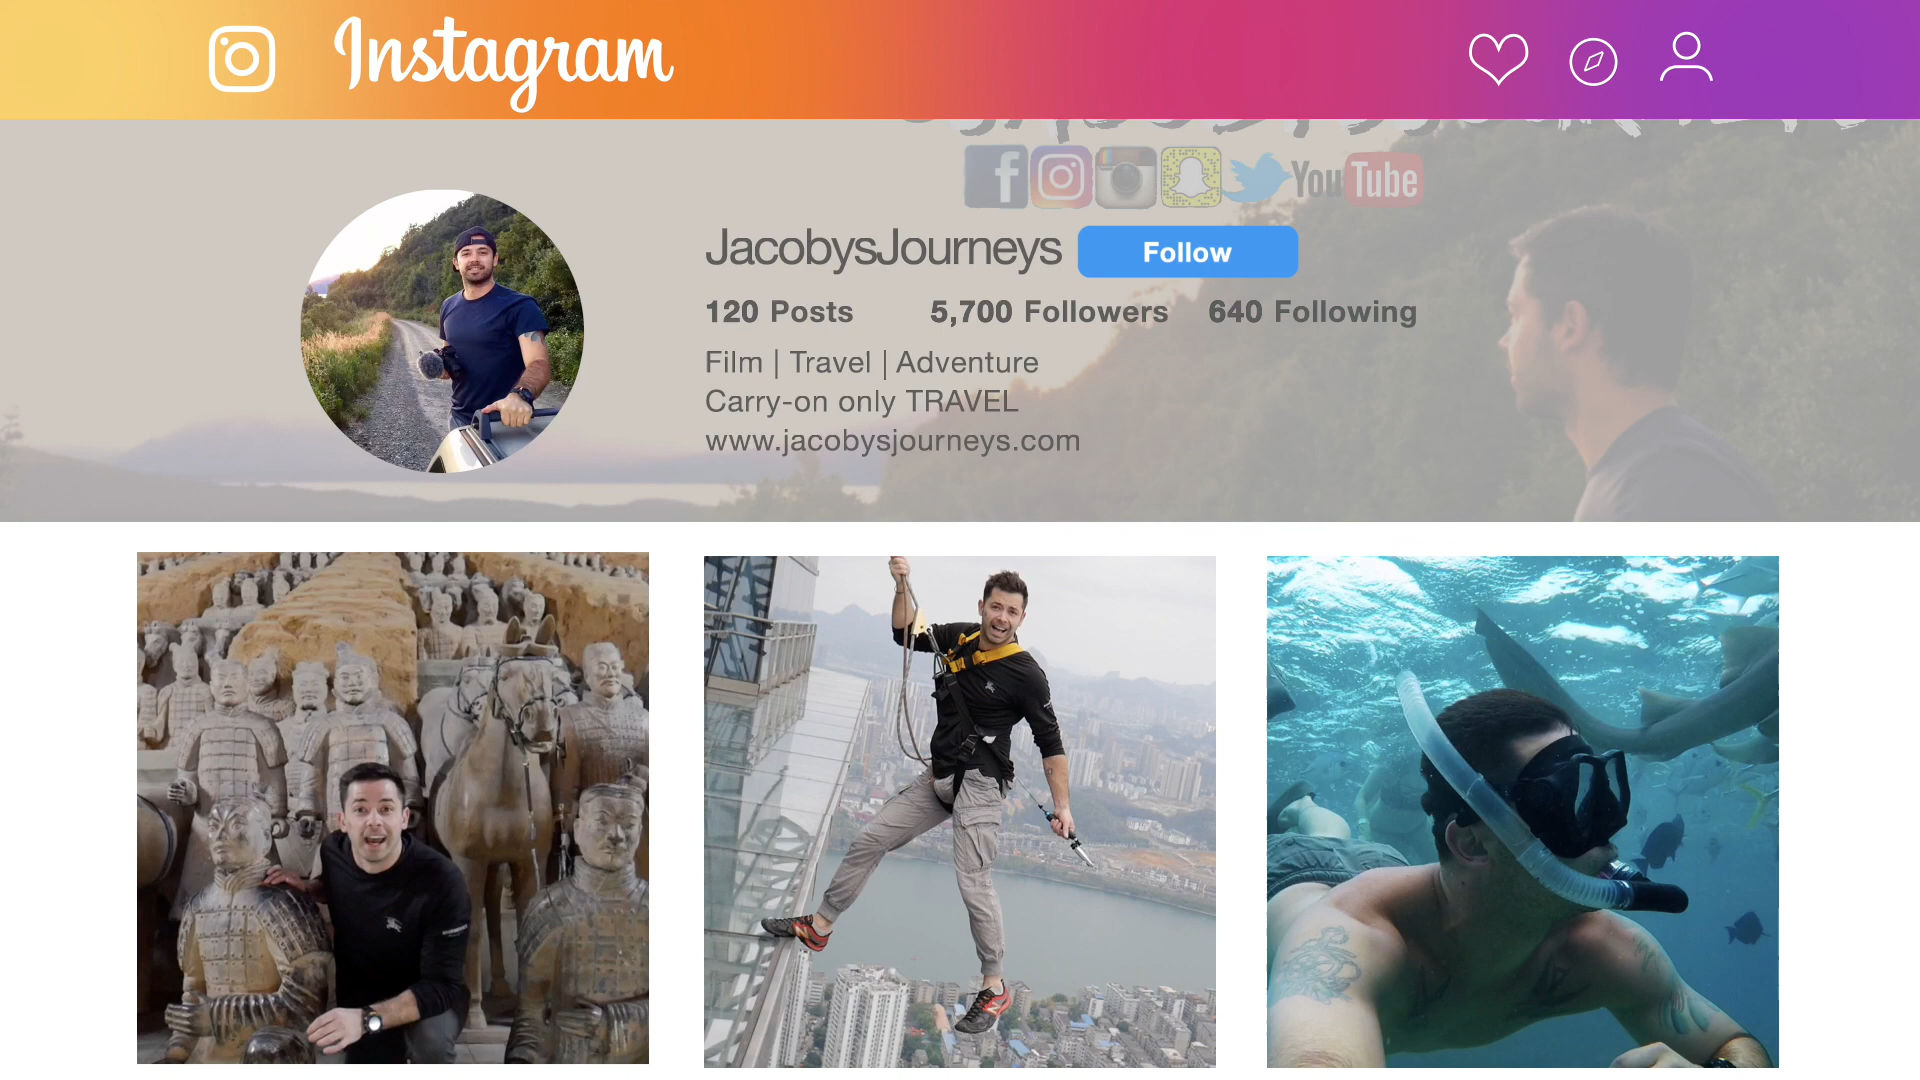 Instagram
You Tube
JacobysJourneys Follow
120 Posts 5,700 Followers 640 Following
Film | Travel | Adventure
Carry-on only TRAVEL
www.jacobysjourneys.com